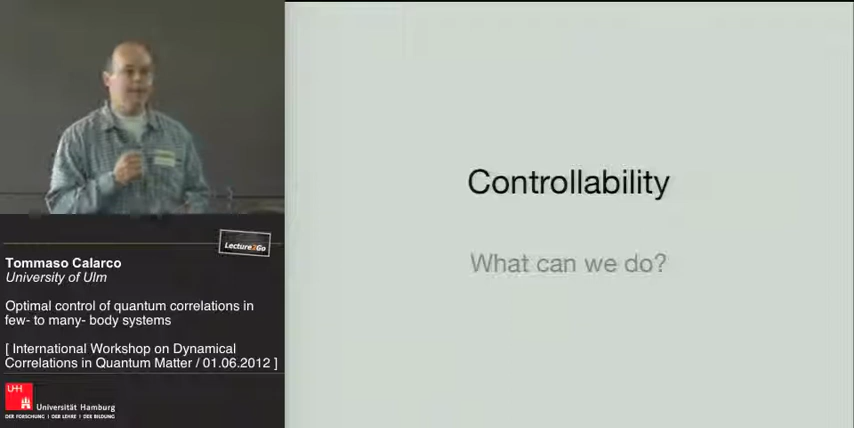 Controllability
What can we do?
Lecture2Go
Tommaso Calarco
University of Ulm
Optimal control of quantum correlations in
few- to many- body systems
[ International Workshop on Dynamical
Correlations in Quantum Matter / 01.06.2012 ]
UHH
Universität Hamburg
DER FORSCHUNG | DER LEHRE | DER BILDUNG